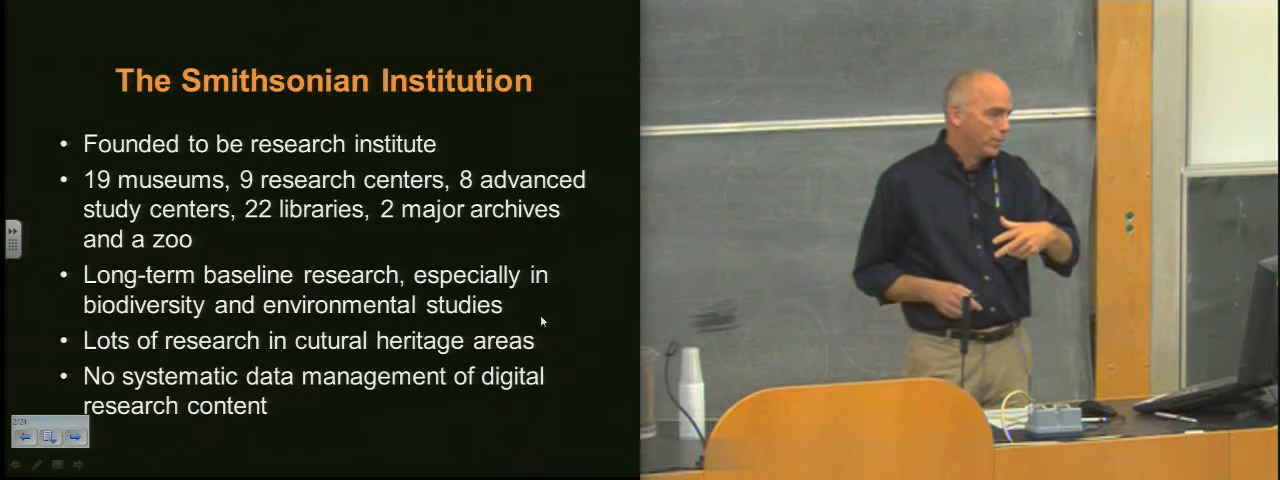 The Smithsonian Institution
• Founded to be research institute
• 19 museums, 9 research centers, 8 advanced
study centers, 22 libraries, 2 major archives
and a zoo
• Long-term baseline research, especially in
biodiversity and environmental studies
• Lots of research in cutural heritage areas
• No systematic data management of digital
research content
2/24